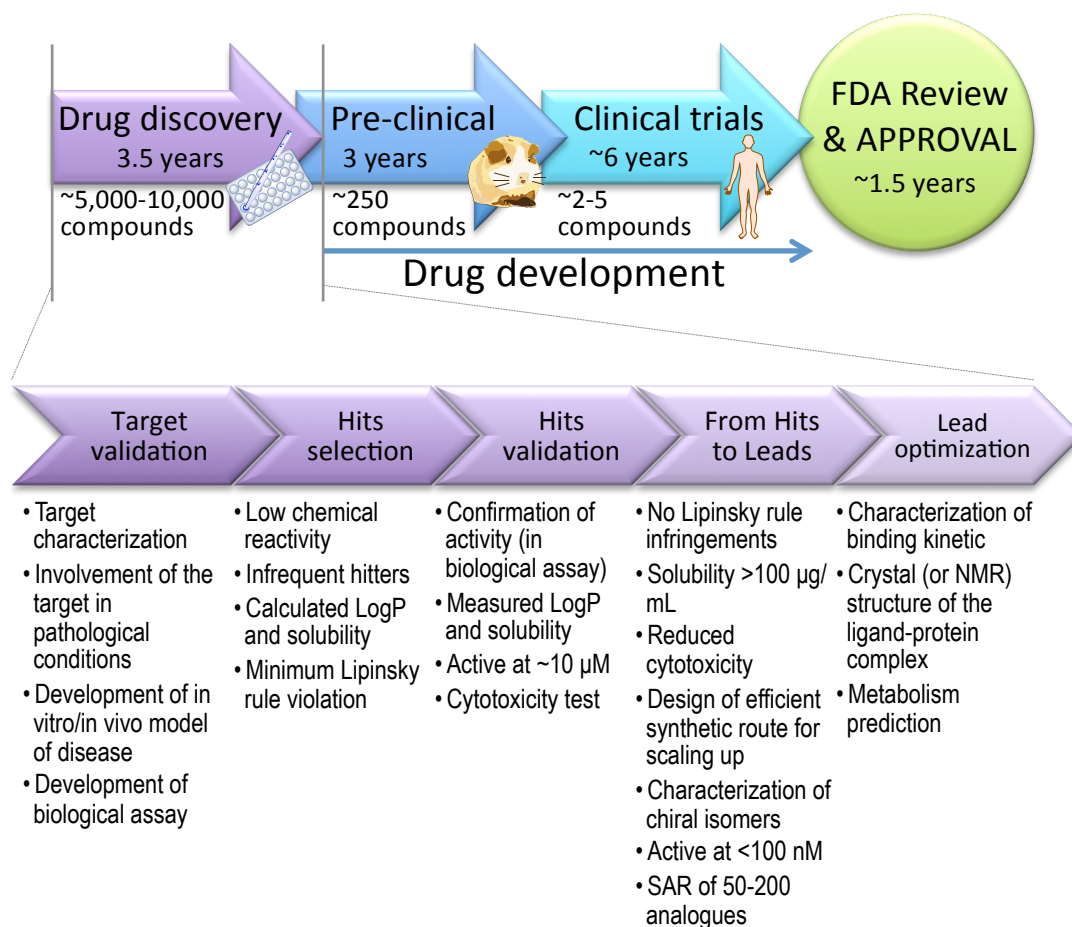 Drug discovery
3.5 years
~5,000-10,000
compounds
Pre-clinical
3 years
~250
compounds
Clinical trials
~6 years
~2-5
compounds
FDA Review
& APPROVAL
~1.5 years
Drug development
Target
validation
• Target
characterization
• Involvement of the
target in
pathological
conditions
• Development of in
vitro/in vivo model
of disease
• Development of
biological assay
Hits
selection
• Low chemical
reactivity
• Infrequent hitters
• Calculated LogP
and solubility
• Minimum Lipinsky
rule violation
Hits
validation
• Confirmation of
activity (in
biological assay)
• Measured LogP
and solubility
• Active at ~10 µM
• Cytotoxicity test
From Hits
to Leads
• No Lipinsky rule
infringements
• Solubility >100 µg/
mL
• Reduced
cytotoxicity
• Design of efficient
synthetic route for
scaling up
• Characterization of
chiral isomers
• Active at <100 nM
• SAR of 50-200
analogues
Lead
optimization
• Characterization of
binding kinetic
• Crystal (or NMR)
structure of the
ligand-protein
complex
• Metabolism
prediction